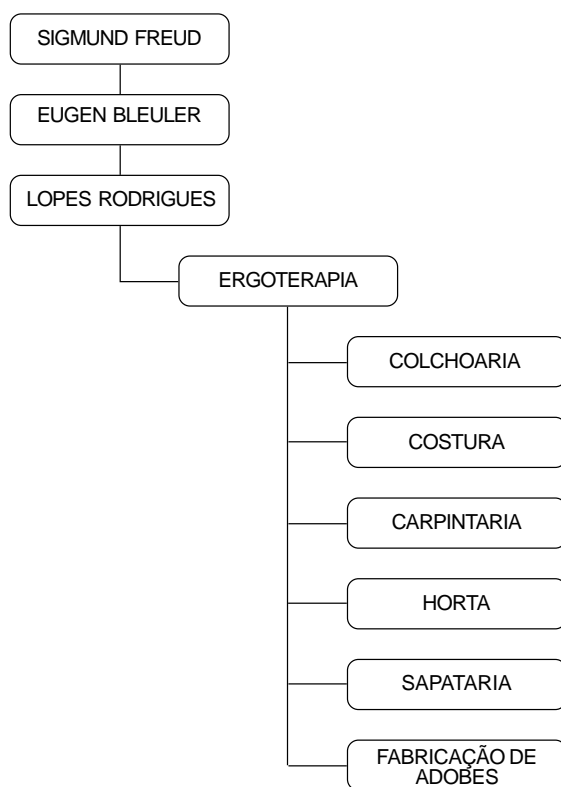 SIGMUND FREUD
EUGEN BLEULER
LOPES RODRIGUES
ERGOTERAPIA
COLCHOARIA
COSTURA
CARPINTARIA
HORTA
SAPATARIA
FABRICAÇÃO DE
ADOBES